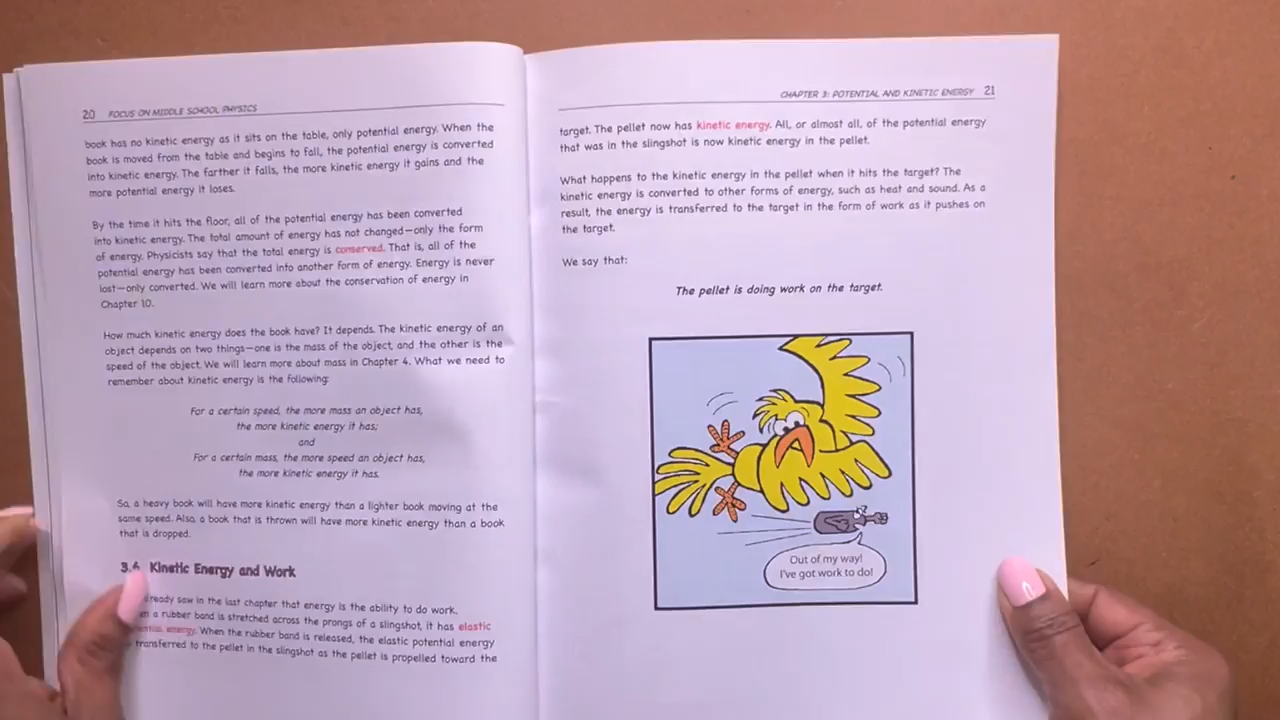 20 FOCUS ON MIDDLE SCHOOL PHYSICS
book has no kinetic energy as it sits on the table, only potential energy. When the
book is moved from the table and begins to fall, the potential energy is converted
into kinetic energy. The farther it falls, the more kinetic energy it gains and the
more potential energy it loses.
By the time it hits the floor, all of the potential energy has been converted
into kinetic energy. The total amount of energy has not changed—only the form
of energy. Physicists say that the total energy is conserved. That is, all of the
potential energy has been converted into another form of energy. Energy is never
lost—only converted. We will learn more about the conservation of energy in
Chapter 10.
How much kinetic energy does the book have? It depends. The kinetic energy of an
object depends on two things—one is the mass of the object, and the other is the
speed of the object. We will learn more about mass in Chapter 4. What we need to
remember about kinetic energy is the following:
For a certain speed, the more mass an object has,
the more kinetic energy it has;
and
For a certain mass, the more speed an object has,
the more kinetic energy it has.
So, a heavy book will have more kinetic energy than a lighter book moving at the
same speed. Also, a book that is thrown will have more kinetic energy than a book
that is dropped.
3.6 Kinetic Energy and Work
already saw in the last chapter that energy is the ability to do work.
a rubber band is stretched across the prongs of a slingshot, it has elastic
energy. When the rubber band is released, the elastic potential energy
transferred to the pellet in the slingshot as the pellet is propelled toward the
CHAPTER 3: POTENTIAL AND KINETIC ENERGY 21
target. The pellet now has kinetic energy. All, or almost all, of the potential energy
that was in the slingshot is now kinetic energy in the pellet.
What happens to the kinetic energy in the pellet when it hits the target? The
kinetic energy is converted to other forms of energy, such as heat and sound. As a
result, the energy is transferred to the target in the form of work as it pushes on
the target.
We say that:
The pellet is doing work on the target.
Out of my way!
I've got work to do!